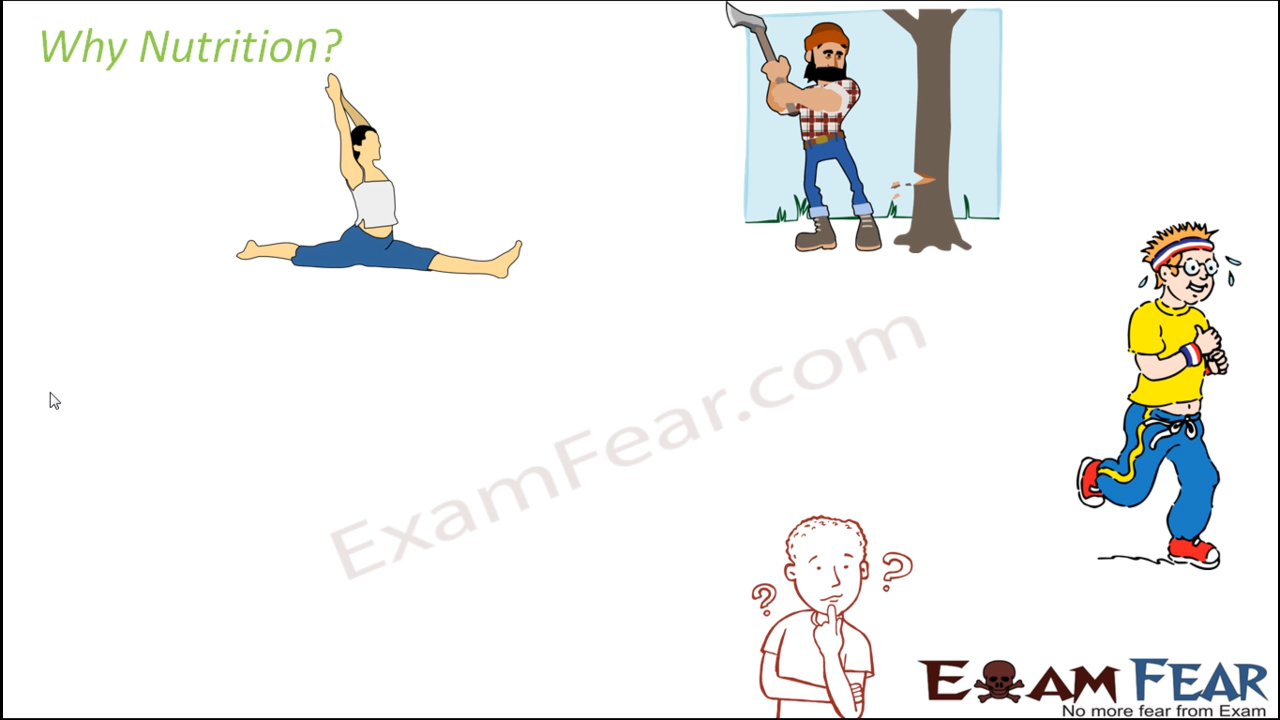 Why Nutrition?
ExamFear.com
?
?
EXAM FEAR
No more fear from Exam